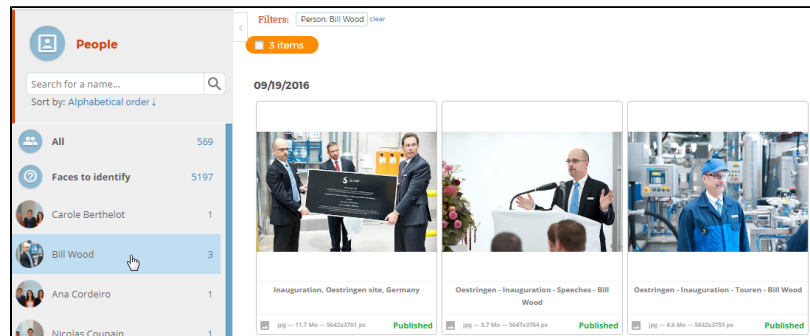 People
Search for a name...
Sort by: Alphabetical order↓
All 569
Faces to identify 5197
Carole Berthelot 1
Bill Wood 3
Ana Cordeiro 1
Nicolas Coupain 1
Filters: Person: Bill Wood clear
3 items
09/19/2016
Inauguration, Oestringen site, Germany
jpg — 11.7 Mo — 5642x3761 px Published
Oestringen - Inauguration - Speeches - Bill
Wood
jpg — 5.7 Mo — 5647x3764 px Published
Oestringen - Inauguration - Touren - Bill Wood
jpg — 8.6 Mo — 5632x3755 px Published